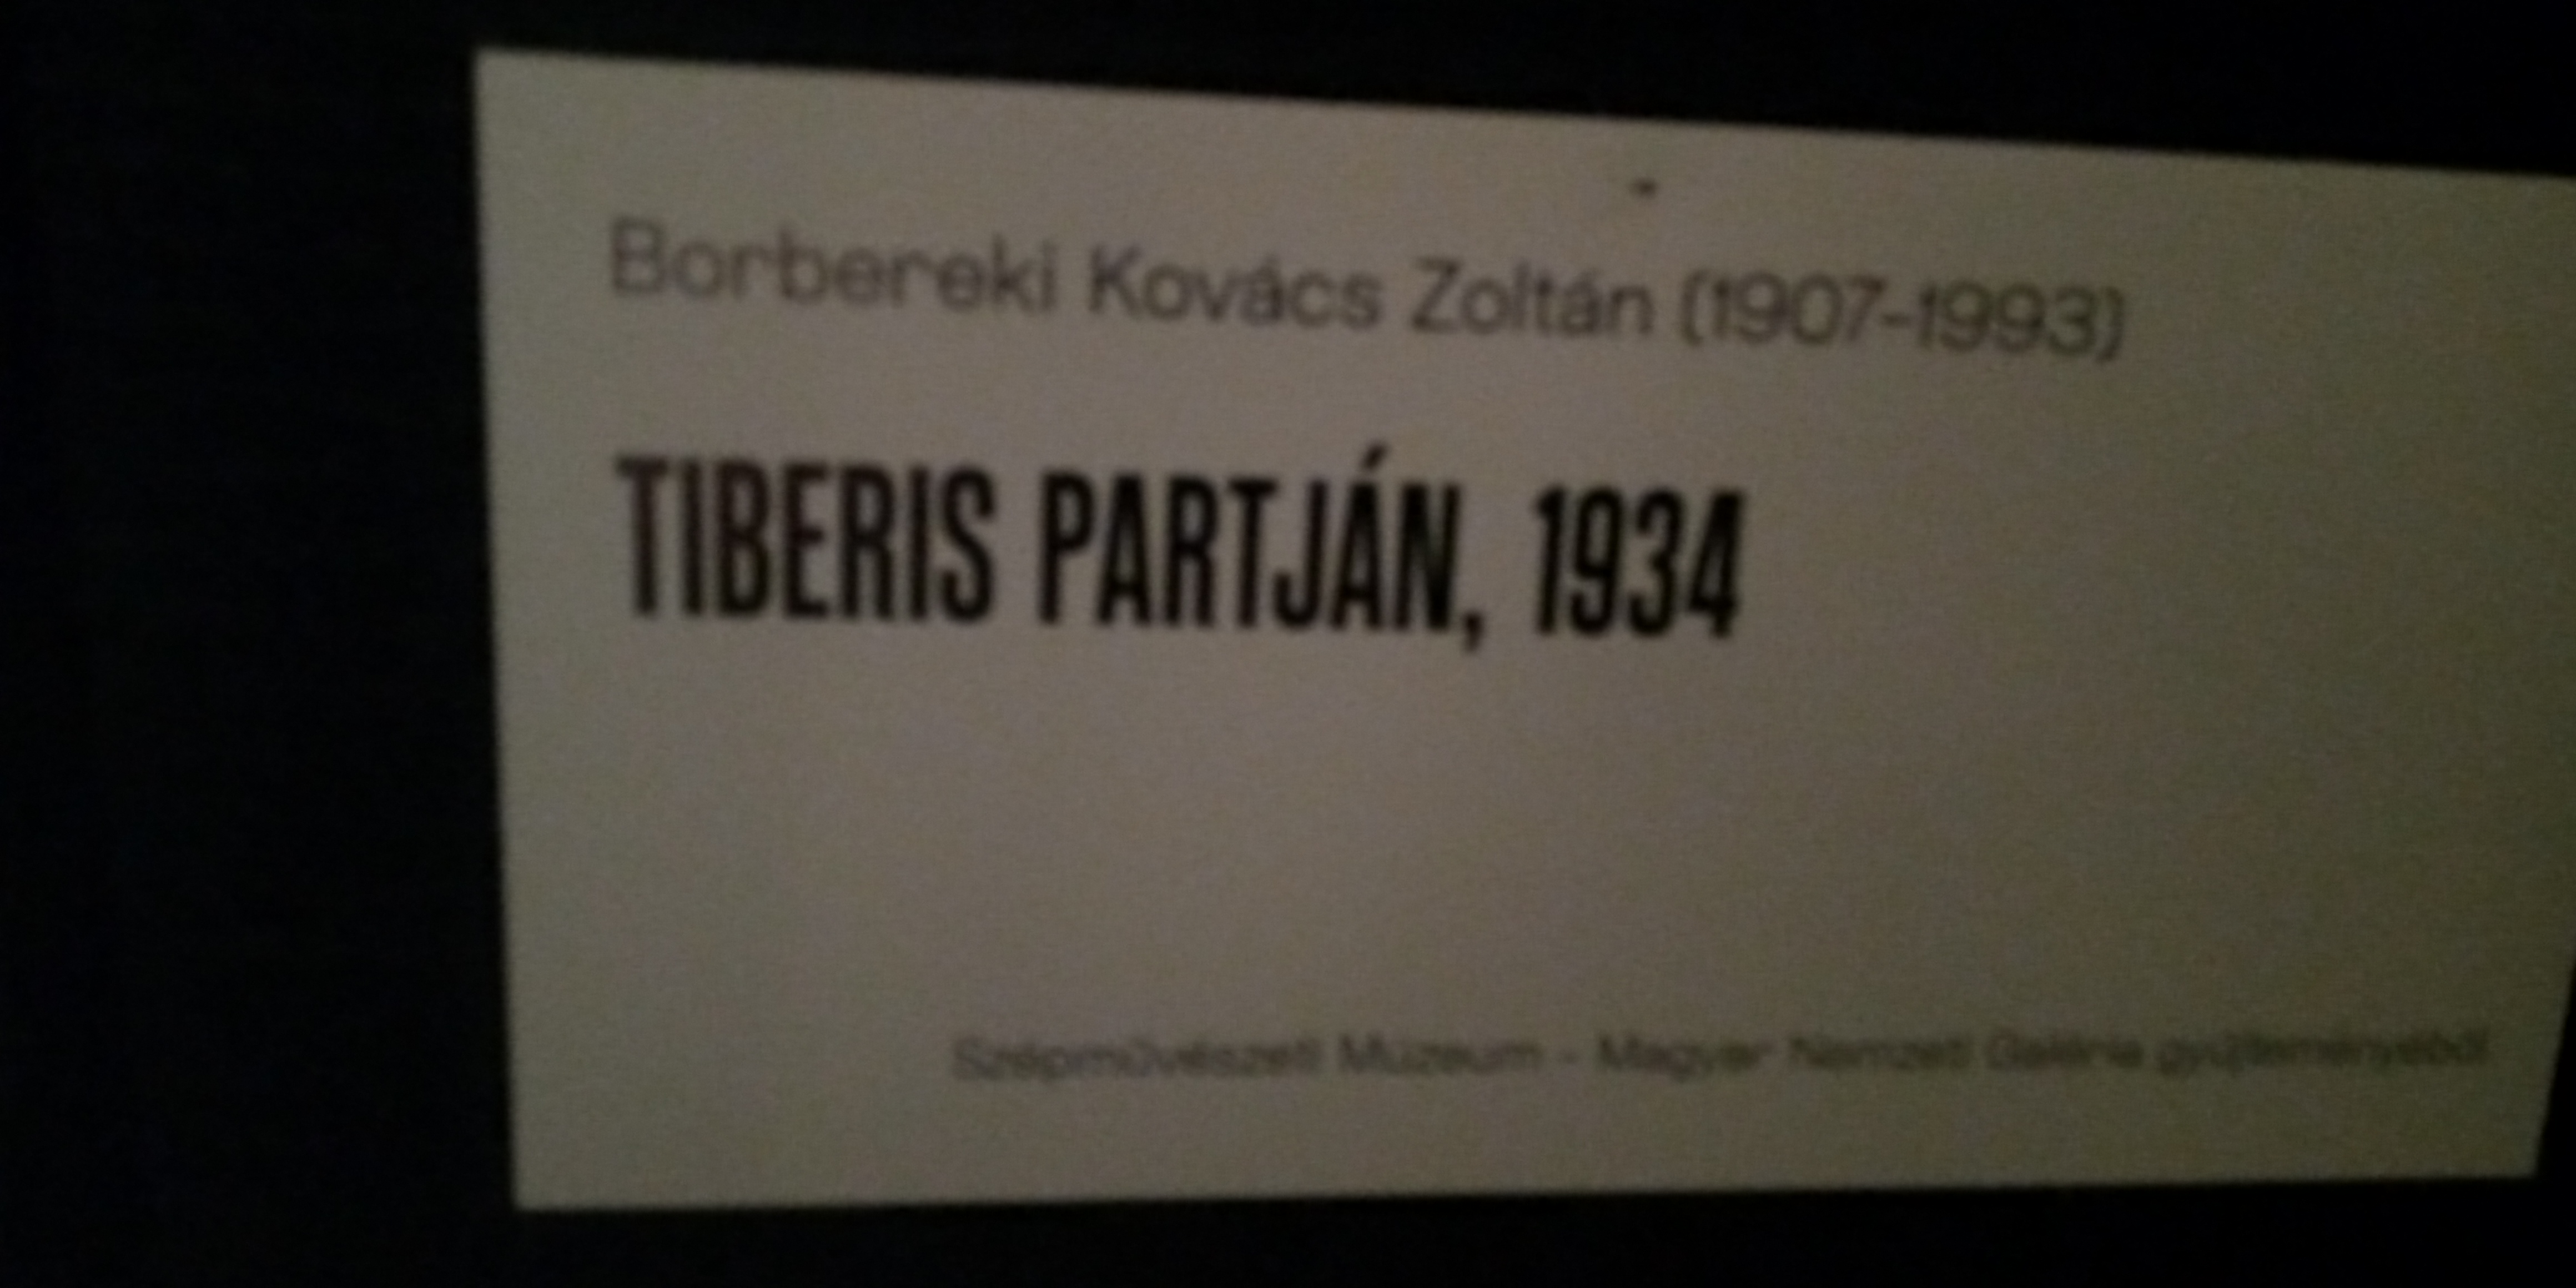 Borbereki Kovács Zoltán (1907-1993)
TIBERIS PARTJÁN, 1934
Szépművészeti Múzeum - Magyar Nemzeti Galéria gyűjteményéből